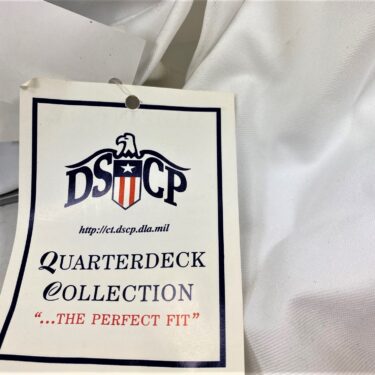 DSCP
http://ct.dscp.dla.mil
QUARTERDECK
COLLECTION
"...THE PERFECT FIT"